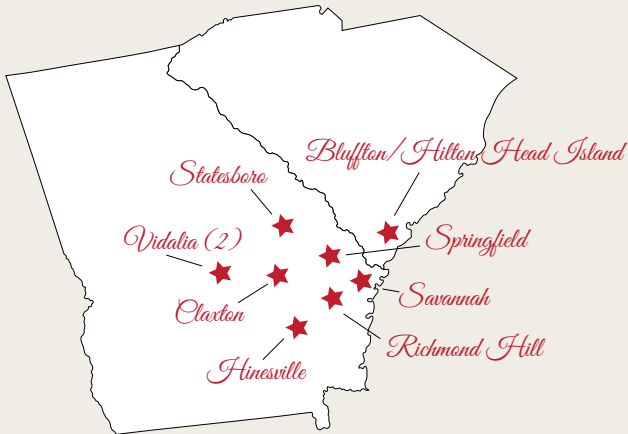 Bluffton/Hilton Head Island
Statesboro
Vidalia (2)
Springfield
Claxton
Savannah
Richmond Hill
Hinesville